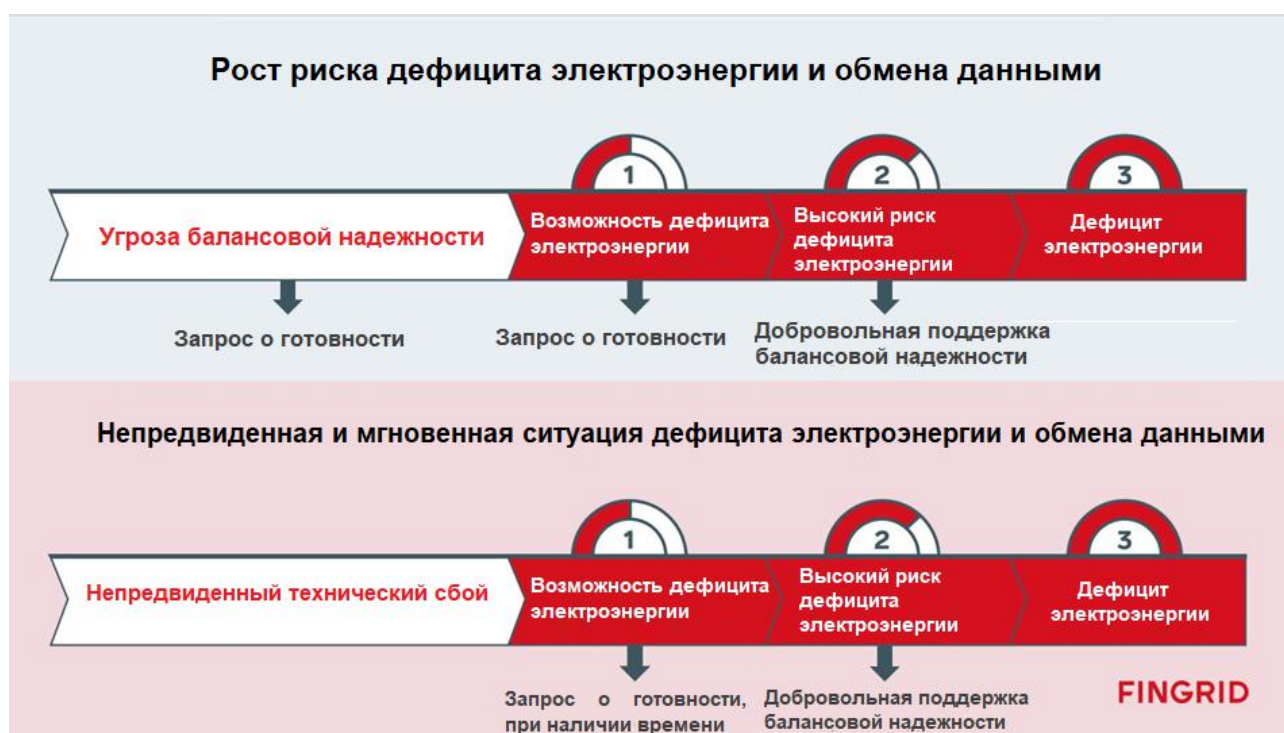 Рост риска дефицита электроэнергии и обмена данными
1
2
3
Угроза балансовой надежности
Возможность дефицита
электроэнергии
Высокий риск
дефицита
электроэнергии
Дефицит
электроэнергии
Запрос о готовности
Запрос о готовности
Добровольная поддержка
балансовой надежности
Непредвиденная и мгновенная ситуация дефицита электроэнергии и обмена данными
1
2
3
Непредвиденный технический сбой
Возможность дефицита
электроэнергии
Высокий риск
дефицита
электроэнергии
Дефицит
электроэнергии
Запрос о готовности,
при наличии времени
Добровольная поддержка
балансовой надежности
FINGRID